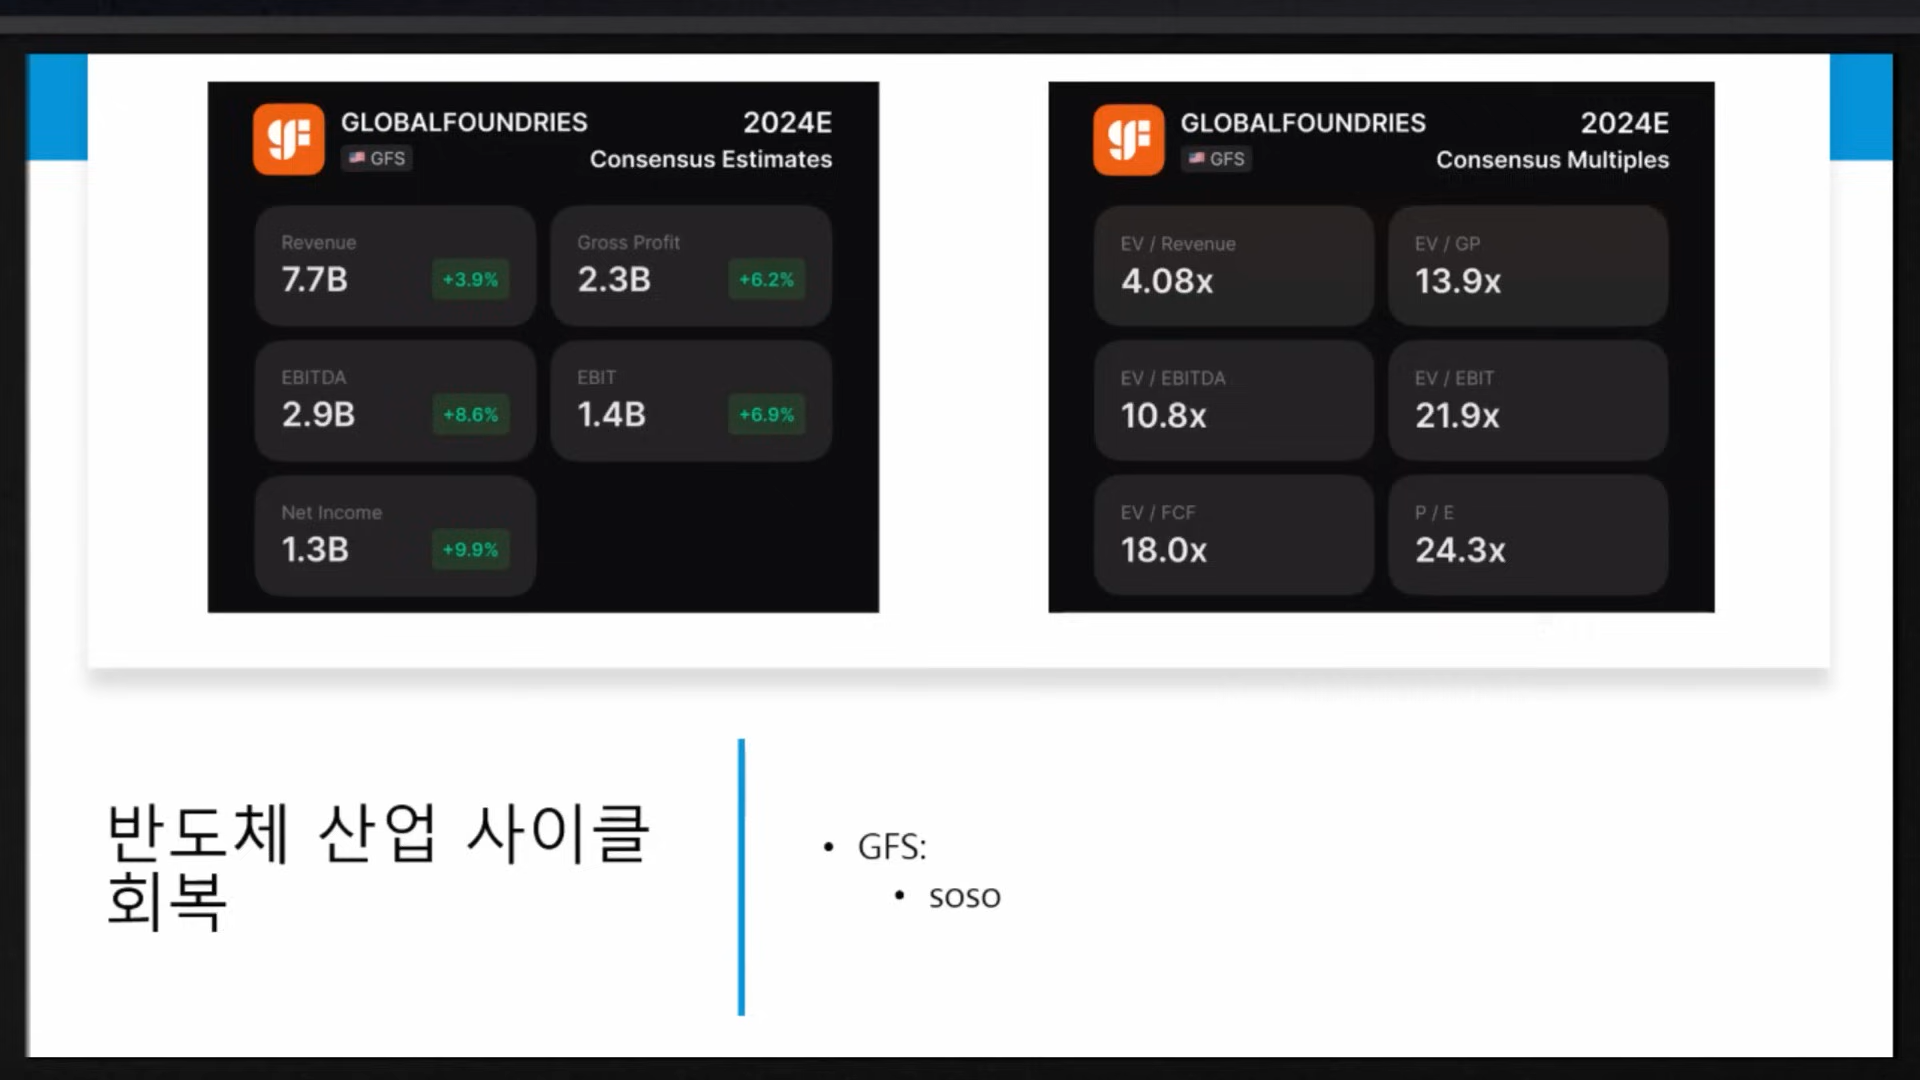 GLOBALFOUNDRIES
GFS
2024E
Consensus Estimates
Revenue
7.7B
+3.9%
Gross Profit
2.3B
+6.2%
EBITDA
2.9B
+8.6%
EBIT
1.4B
+6.9%
Net Income
1.3B
+9.9%
GLOBALFOUNDRIES
GFS
2024E
Consensus Multiples
EV / Revenue
4.08x
EV / GP
13.9x
EV / EBITDA
10.8x
EV / EBIT
21.9x
EV / FCF
18.0x
P / E
24.3x
반도체 산업 사이클
회복
• GFS:
• soso